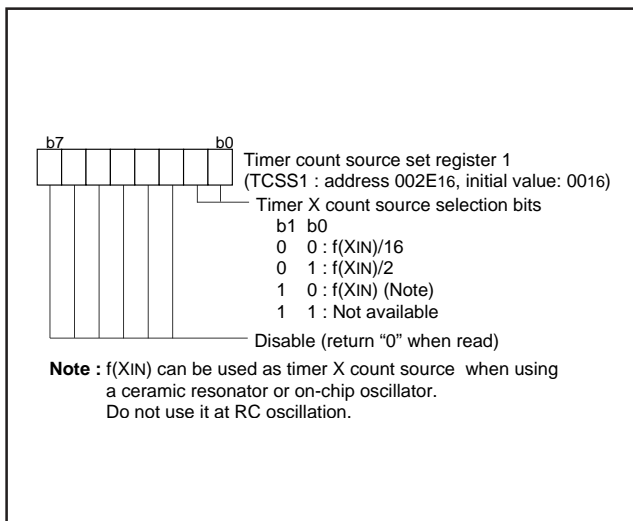 b7 b0
Timer count source set register 1
(TCSS1 : address 002E16, initial value: 0016)
Timer X count source selection bits
b1 b0
0 0 : f(XIN)/16
0 1 : f(XIN)/2
1 0 : f(XIN) (Note)
1 1 : Not available
Disable (return “0” when read)
Note : f(XIN) can be used as timer X count source when using
a ceramic resonator or on-chip oscillator.
Do not use it at RC oscillation.